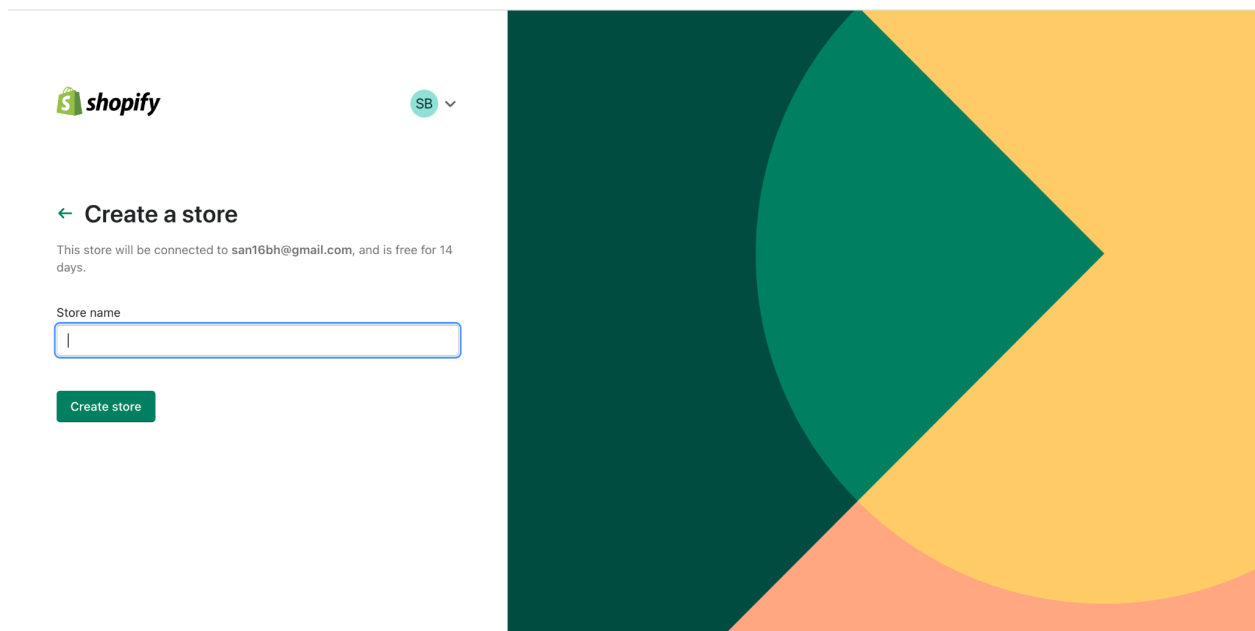 shopify
SB
← Create a store
This store will be connected to san16bh@gmail.com, and is free for 14
days.
Store name
Create store